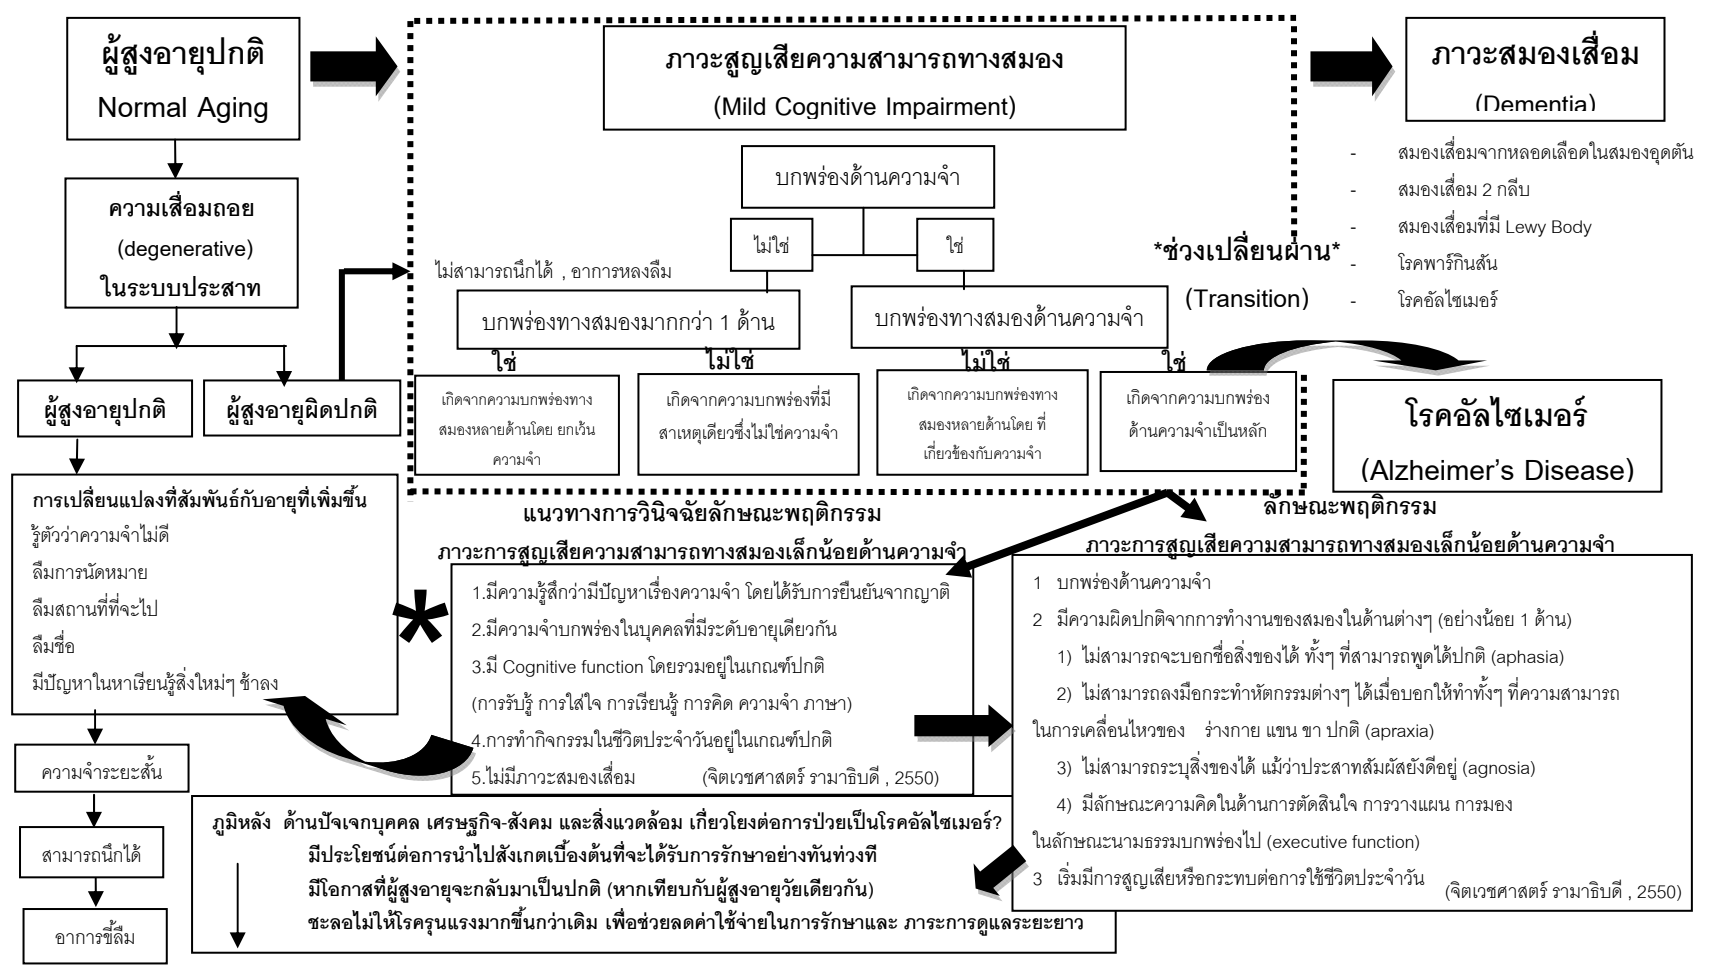 ผู้สูงอายุปกติ
Normal Aging
ภาวะสูญเสียความสามารถทางสมอง
(Mild Cognitive Impairment)
ภาวะสมองเสื่อม
(Dementia)
- สมองเสื่อมจากหลอดเลือดในสมองอุดตัน
- สมองเสื่อม 2 กลีบ
- สมองเสื่อมที่มี Lewy Body
- โรคพาร์กินสัน
- โรคอัลไซเมอร์
ความเสื่อมถอย
(degenerative)
ในระบบประสาท
ผู้สูงอายุปกติ
ผู้สูงอายุผิดปกติ
บกพร่องด้านความจำ
ไม่ใช่
ใช่
*ช่วงเปลี่ยนผ่าน*
(Transition)
ไม่สามารถนึกได้ , อาการหลงลืม
บกพร่องทางสมองมากกว่า 1 ด้าน
บกพร่องทางสมองด้านความจำ
ใช่
ไม่ใช่
ไม่ใช่
ใช่
เกิดจากความบกพร่องทาง
สมองหลายด้านโดย ยกเว้น
ความจำ
เกิดจากความบกพร่องที่มี
สาเหตุเดียวซึ่งไม่ใช่ความจำ
เกิดจากความบกพร่องทาง
สมองหลายด้านโดย ที่
เกี่ยวข้องกับความจำ
เกิดจากความบกพร่อง
ด้านความจำเป็นหลัก
โรคอัลไซเมอร์
(Alzheimer's Disease)
การเปลี่ยนแปลงที่สัมพันธ์กับอายุที่เพิ่มขึ้น
รู้ตัวว่าความจำไม่ดี
ลืมการนัดหมาย
ลืมสถานที่ที่จะไป
ลืมชื่อ
มีปัญหาในหาเรียนรู้สิ่งใหม่ๆ ช้าลง
ความจำระยะสั้น
สามารถนึกได้
อาการขี้ลืม
แนวทางการวินิจฉัยลักษณะพฤติกรรม
ภาวะการสูญเสียความสามารถทางสมองเล็กน้อยด้านความจำ
*
1.มีความรู้สึกว่ามีปัญหาเรื่องความจำ โดยได้รับการยืนยันจากญาติ
2.มีความจำบกพร่องในบุคคลที่มีระดับอายุเดียวกัน
3.มี Cognitive function โดยรวมอยู่ในเกณฑ์ปกติ
(การรับรู้ การใส่ใจ การเรียนรู้ การคิด ความจำ ภาษา)
4.การทำกิจกรรมในชีวิตประจำวันอยู่ในเกณฑ์ปกติ
5.ไม่มีภาวะสมองเสื่อม (จิตเวชศาสตร์ รามาธิบดี , 2550)
ลักษณะพฤติกรรม
ภาวะการสูญเสียความสามารถทางสมองเล็กน้อยด้านความจำ
1 บกพร่องด้านความจำ
2 มีความผิดปกติจากการทำงานของสมองในด้านต่างๆ (อย่างน้อย 1 ด้าน)
1) ไม่สามารถจะบอกชื่อสิ่งของได้ ทั้งๆ ที่สามารถพูดได้ปกติ (aphasia)
2) ไม่สามารถลงมือกระทำหัตกรรมต่างๆ ได้เมื่อบอกให้ทำทั้งๆ ที่ความสามารถ
ในการเคลื่อนไหวของ ร่างกาย แขน ขา ปกติ (apraxia)
3) ไม่สามารถระบุสิ่งของได้ แม้ว่าประสาทสัมผัสยังดีอยู่ (agnosia)
4) มีลักษณะความคิดในด้านการตัดสินใจ การวางแผน การมอง
ในลักษณะนามธรรมบกพร่องไป (executive function)
3 เริ่มมีการสูญเสียหรือกระทบต่อการใช้ชีวิตประจำวัน (จิตเวชศาสตร์ รามาธิบดี , 2550)
ภูมิหลัง ด้านปัจเจกบุคคล เศรษฐกิจ-สังคม และสิ่งแวดล้อม เกี่ยวโยงต่อการป่วยเป็นโรคอัลไซเมอร์?
มีประโยชน์ต่อการนำไปสังเกตเบื้องต้นที่จะได้รับการรักษาอย่างทันท่วงที
มีโอกาสที่ผู้สูงอายุจะกลับมาเป็นปกติ (หากเทียบกับผู้สูงอายุวัยเดียวกัน)
ชะลอไม่ให้โรครุนแรงมากขึ้นกว่าเดิม เพื่อช่วยลดค่าใช้จ่ายในการรักษาและ ภาระการดูแลระยะยาว